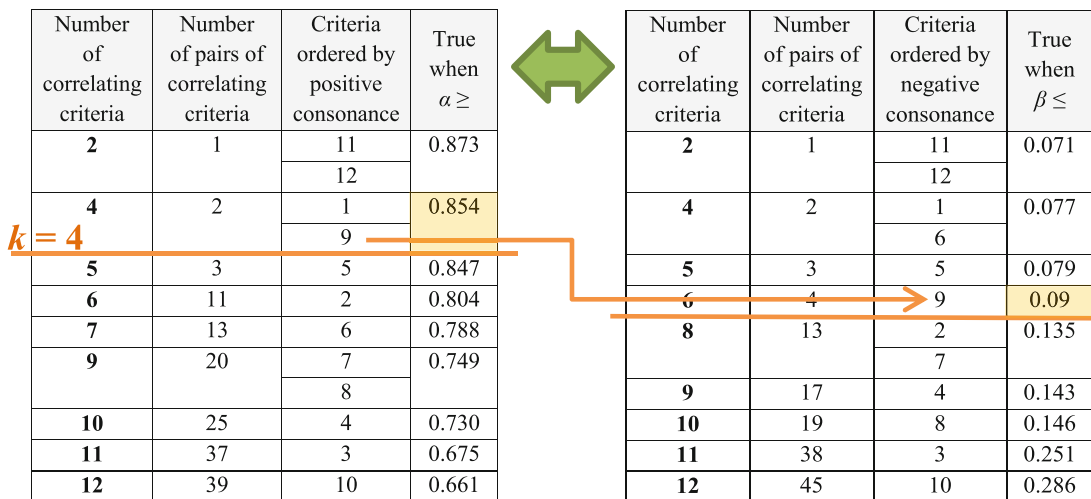 Number of correlating criteria | Number of pairs of correlating criteria | Criteria ordered by positive consonance | True when α ≥
2 | 1 | 11 | 0.873
12
4 | 2 | 1 | 0.854
9
k = 4
5 | 3 | 5 | 0.847
6 | 11 | 2 | 0.804
7 | 13 | 6 | 0.788
9 | 20 | 7 | 0.749
8
10 | 25 | 4 | 0.730
11 | 37 | 3 | 0.675
12 | 39 | 10 | 0.661
Number of correlating criteria | Number of pairs of correlating criteria | Criteria ordered by negative consonance | True when β ≤
2 | 1 | 11 | 0.071
12
4 | 2 | 1 | 0.077
6
5 | 3 | 5 | 0.079
6 | 4 | 9 | 0.09
8 | 13 | 2 | 0.135
7
9 | 17 | 4 | 0.143
10 | 19 | 8 | 0.146
11 | 38 | 3 | 0.251
12 | 45 | 10 | 0.286